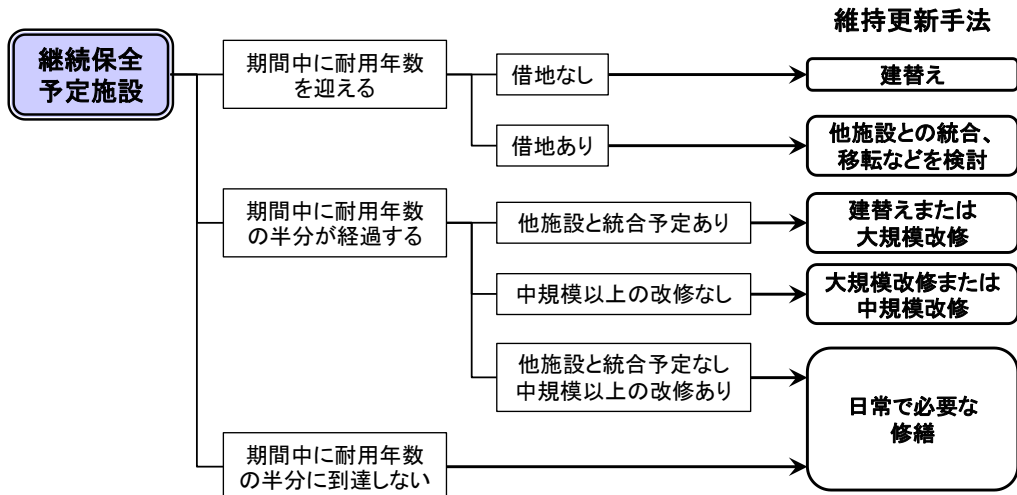 維持更新手法
継続保全
予定施設
期間中に耐用年数
を迎える
借地なし
建替え
借地あり
他施設との統合、
移転などを検討
期間中に耐用年数
の半分が経過する
他施設と統合予定あり
建替えまたは
大規模改修
中規模以上の改修なし
大規模改修または
中規模改修
他施設と統合予定なし
中規模以上の改修あり
日常で必要な
修繕
期間中に耐用年数
の半分に到達しない